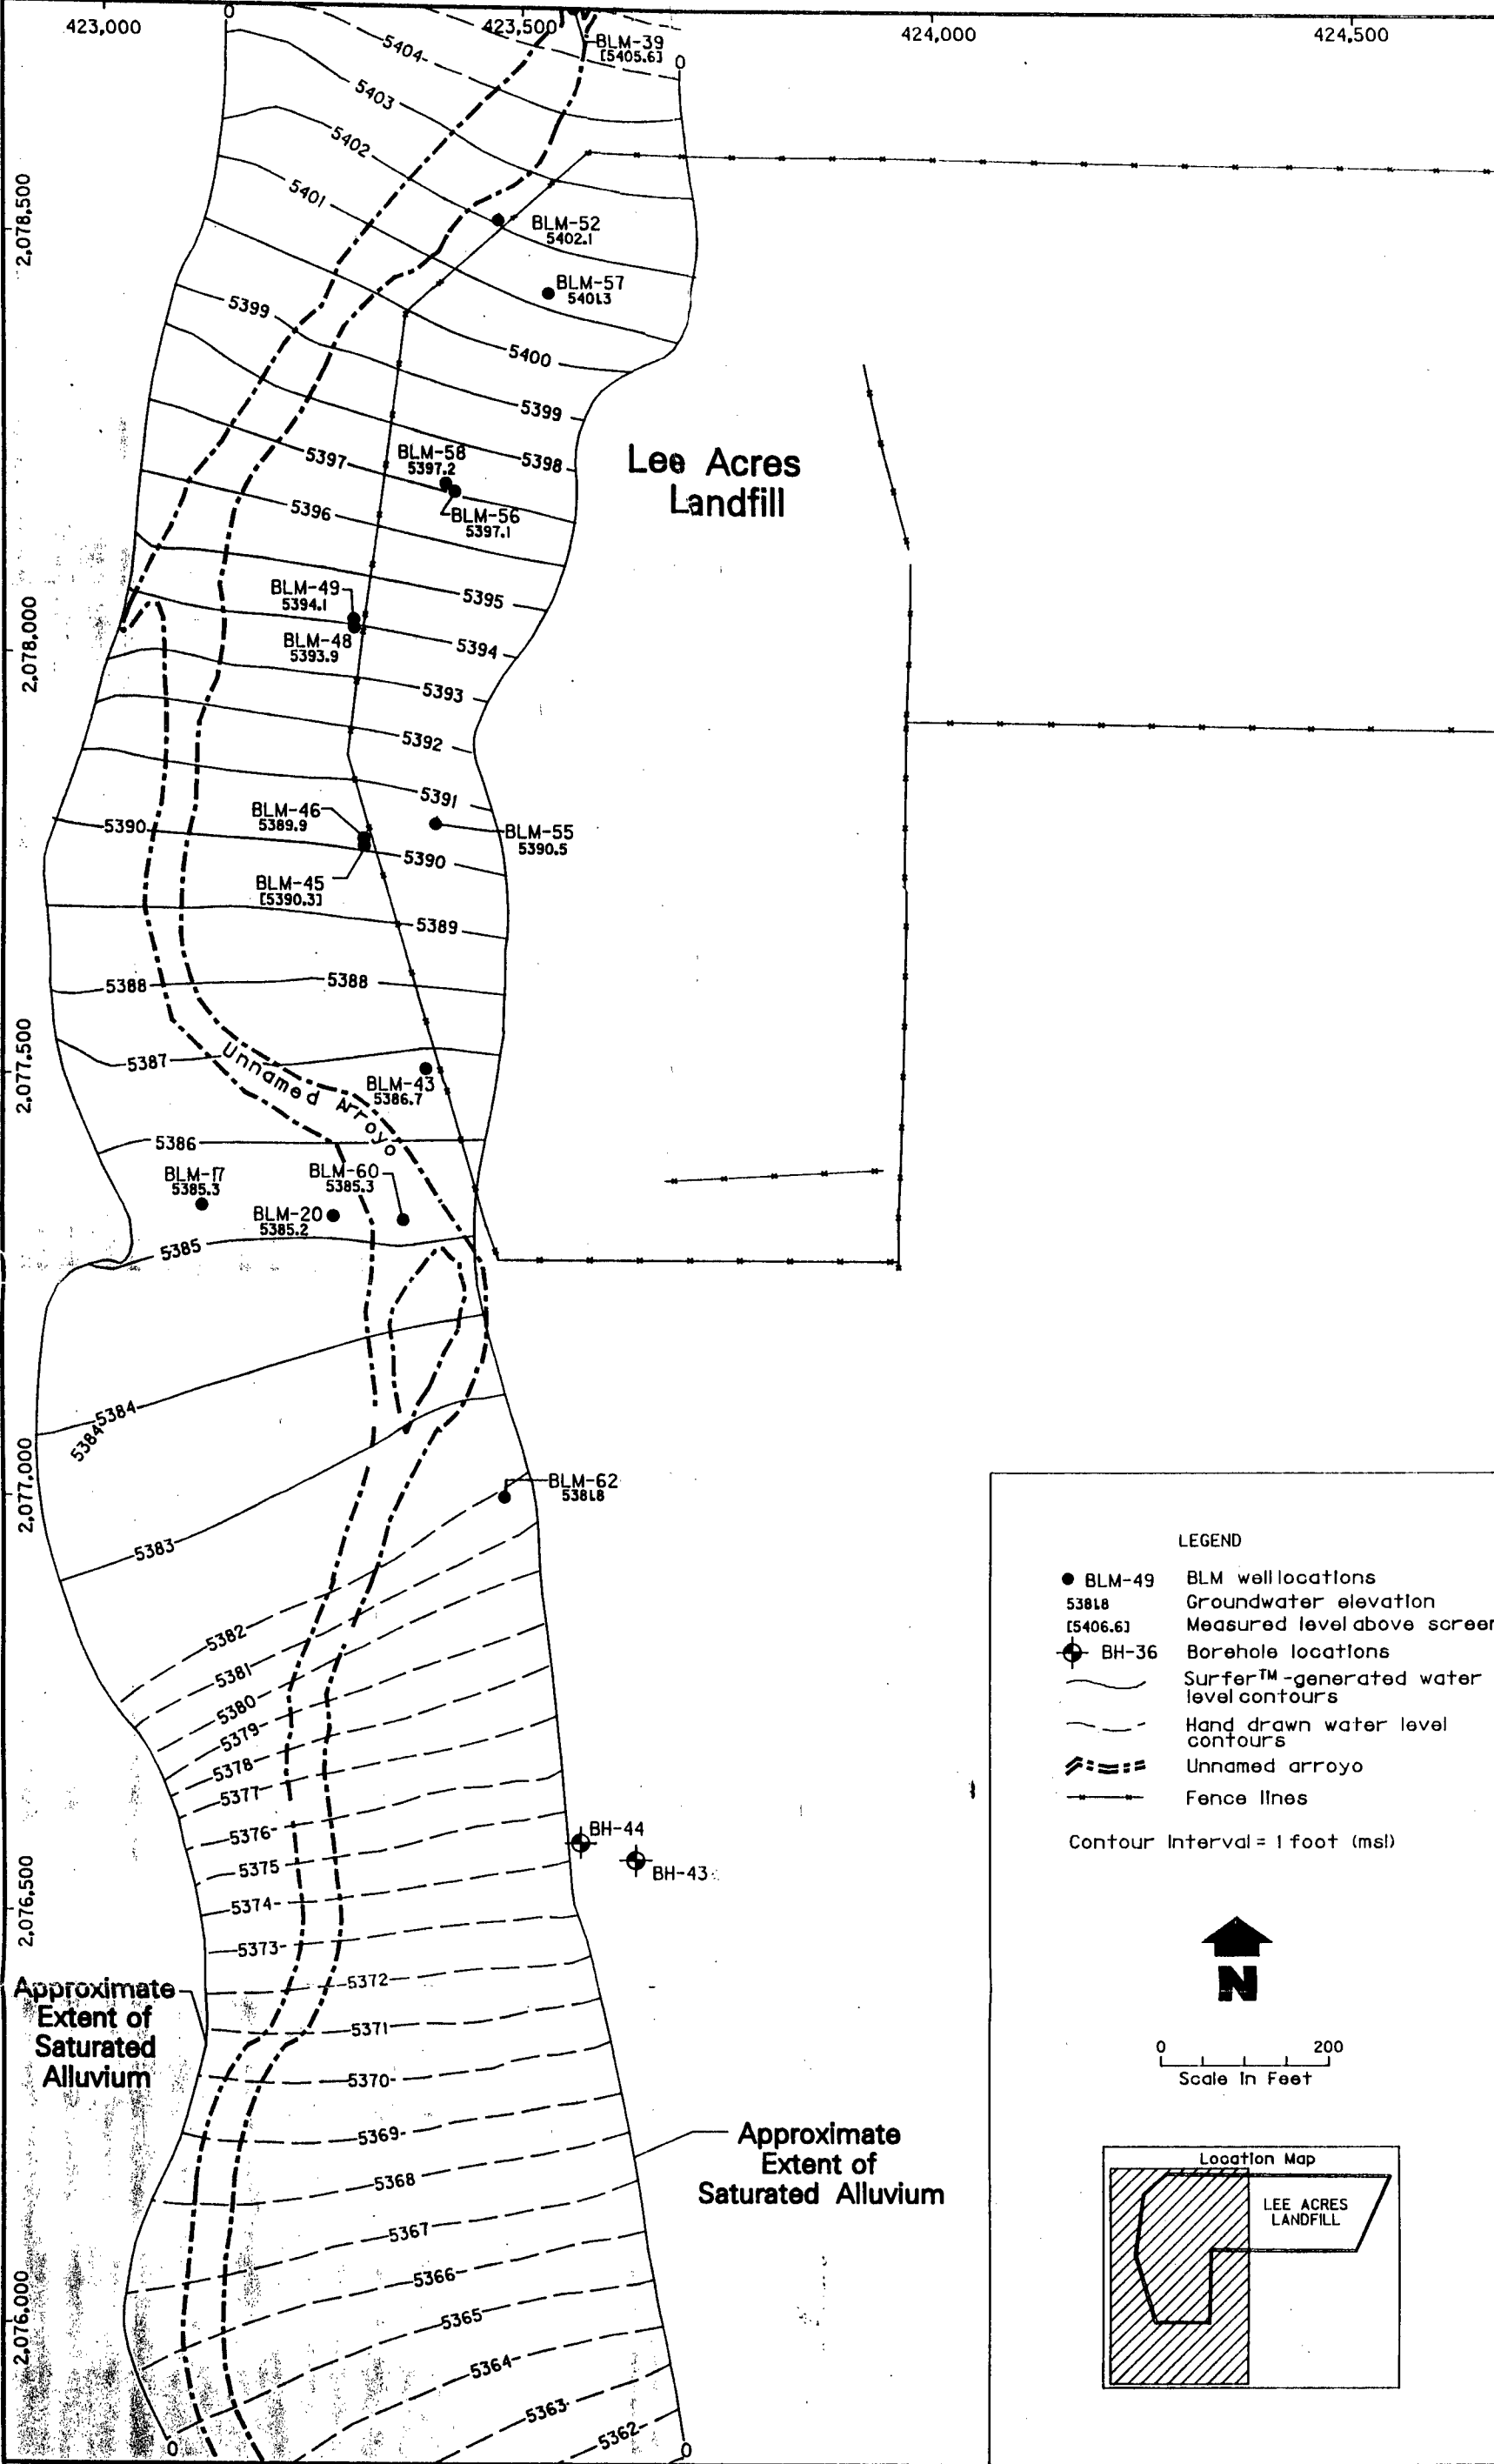 423,000
0
423,500
424,000
424,500
BLM-39
[5405.6]
0
5404
5403
5402
5401
2,078,500
BLM-52
5402.1
BLM-57
5401.3
5399
5400
5399
5398
Lee Acres
Landfill
5397
BLM-58
5397.2
BLM-56
5397.1
5396
5395
BLM-49
5394.1
BLM-48
5393.9
5394
2,078,000
5393
5392
5391
BLM-46
5389.9
5390
BLM-55
5390.5
5390
BLM-45
[5390.3]
5389
5388
5388
2,077,500
5387
Unnamed Arroyo
BLM-43
5386.7
5386
BLM-17
5385.3
BLM-60
5385.3
BLM-20
5385.2
5385
5384
5384
2,077,000
BLM-62
5381.8
5383
5382
5381
5380
5379
5378
5377
5376
5375
5374
5373
5372
5371
5370
5369
5368
5367
5366
5365
5364
5363
5362
BH-44
BH-43
2,076,500
Approximate
Extent of
Saturated
Alluvium
Approximate
Extent of
Saturated Alluvium
2,076,000
0
0
LEGEND
BLM-49 BLM well locations
5381.8 Groundwater elevation
[5406.6] Measured level above screen
BH-36 Borehole locations
Surfer™-generated water
level contours
Hand drawn water level
contours
Unnamed arroyo
Fence lines
Contour Interval = 1 foot (msl)
N
0 200
Scale In Feet
Location Map
LEE ACRES
LANDFILL